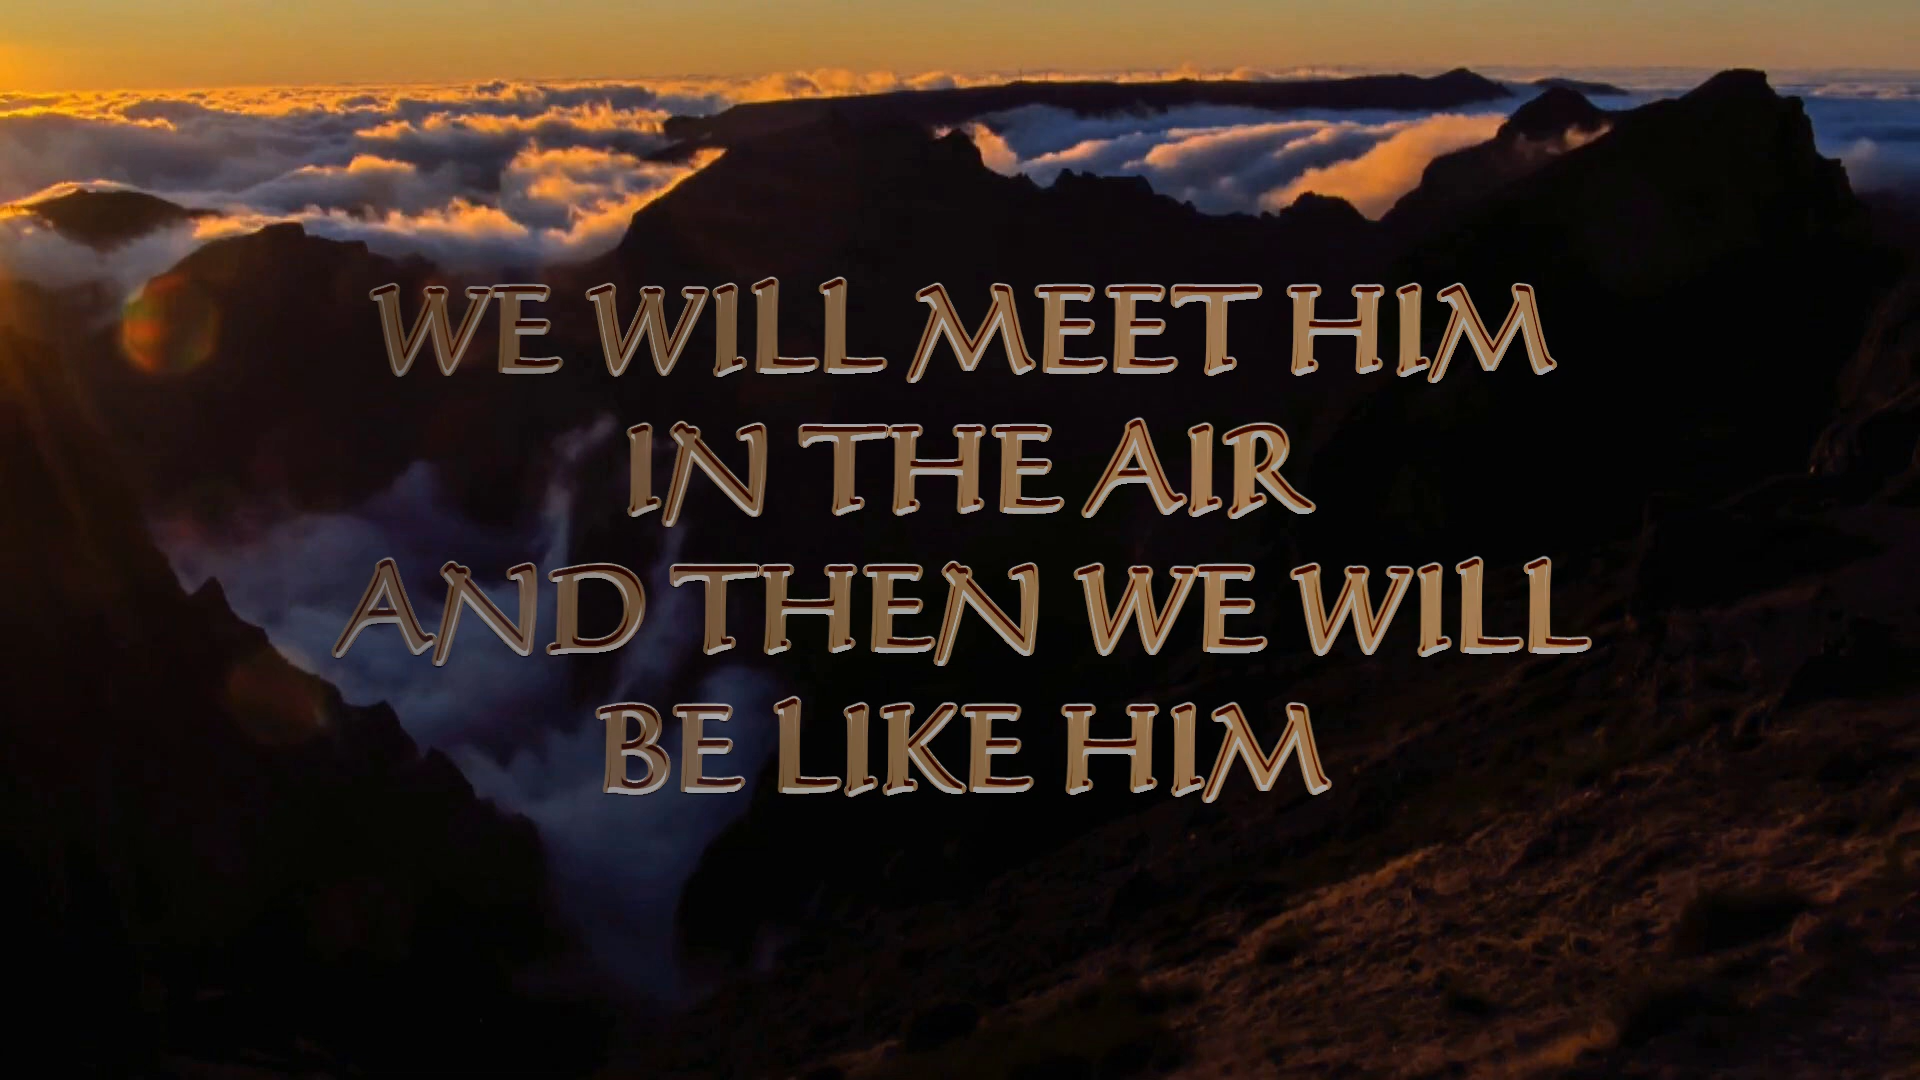 WE WILL MEET HIM
IN THE AIR
AND THEN WE WILL
BE LIKE HIM